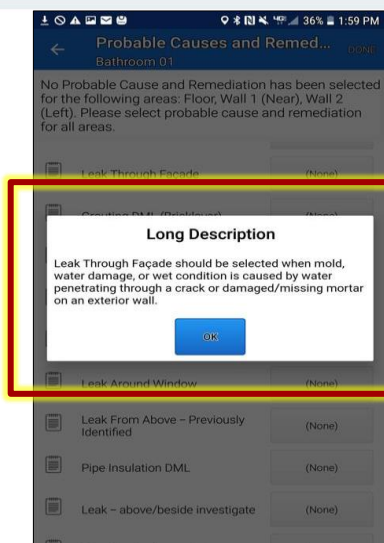 36% 1:59 PM
Probable Causes and Remed... DONE
Bathroom 01
No Probable Cause and Remediation has been selected
for the following areas: Floor, Wall 1 (Near), Wall 2
(Left). Please select probable cause and remediation
for all areas.
Leak Through Façade (None)
Grouting DML (Bricklayer) (None)
Long Description
Leak Through Façade should be selected when mold,
water damage, or wet condition is caused by water
penetrating through a crack or damaged/missing mortar
on an exterior wall.
OK
Leak Around Window (None)
Leak From Above – Previously
Identified (None)
Pipe Insulation DML (None)
Leak – above/beside investigate (None)